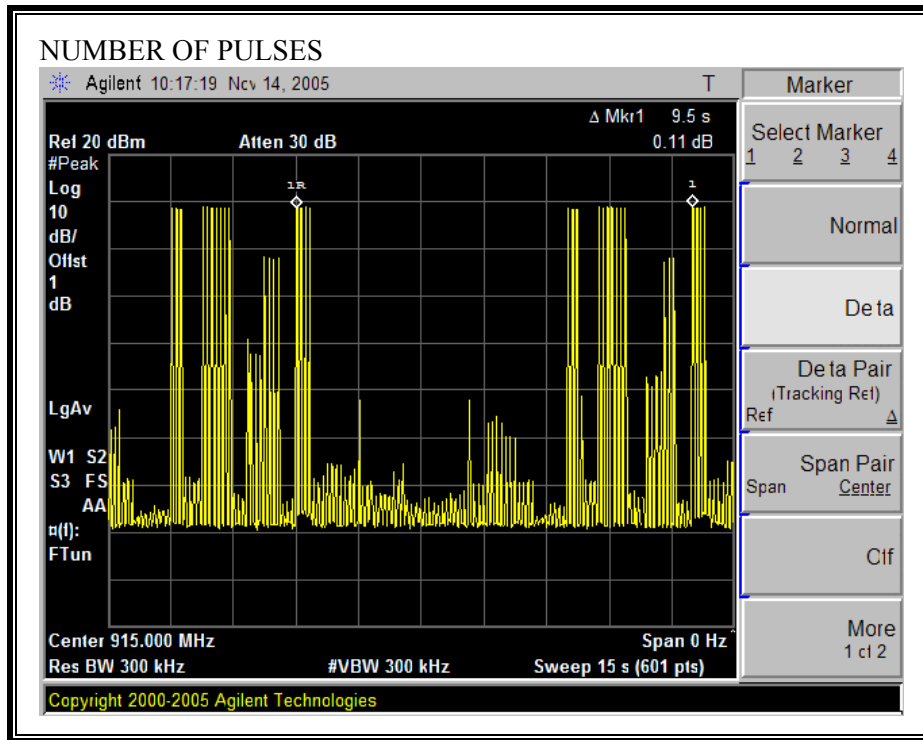 NUMBER OF PULSES
Agilent 10:17:19 Nov 14, 2005 T
Δ Mkr1 9.5 s
Ref 20 dBm Atten 30 dB 0.11 dB
#Peak
Log
10
dB/
Offst
1
dB
1R
1
LgAv
W1 S2
S3 FS
AA
¤(f):
FTun
Center 915.000 MHz Span 0 Hz^
Res BW 300 kHz #VBW 300 kHz Sweep 15 s (601 pts)
Copyright 2000-2005 Agilent Technologies
Marker
Select Marker
1 2 3 4
Normal
Delta
Delta Pair
(Tracking Ref)
Ref Δ
Span Pair
Span Center
Off
More
1 of 2